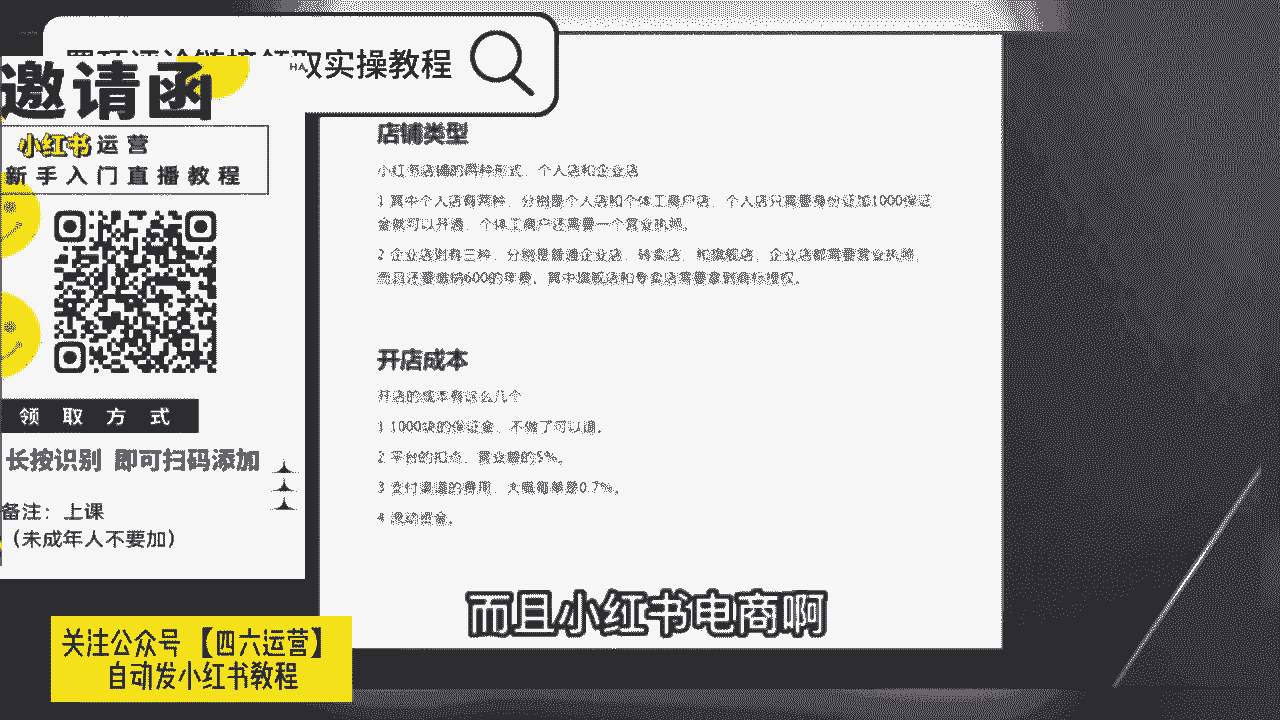 取实操教程
邀请函
小红书运营
新手入门直播教程
领取方式
长按识别 即可扫码添加
备注：上课
（未成年人不要加）
关注公众号【四六运营】
自动发小红书教程
店铺类型
小红书店铺的两种形式，个人店和企业店
1 其中个人店有两种，分别是个人店和个体工商户店，个人店只需要身份证加1000保证
金就可以开通，个体工商户还需要一个营业执照。
2 企业店则有三种，分别是普通企业店、专卖店、和旗舰店，企业店都需要营业执照，
而且还要缴纳600的年费，其中旗舰店和专卖店需要拿到商标授权。
开店成本
开店的成本有这么几个
1 1000块的保证金，不做了可以退。
2 平台的扣点，营业额的5%。
3 支付渠道的费用，大概每单是0.7%。
4 流动资金。
而且小红书电商啊